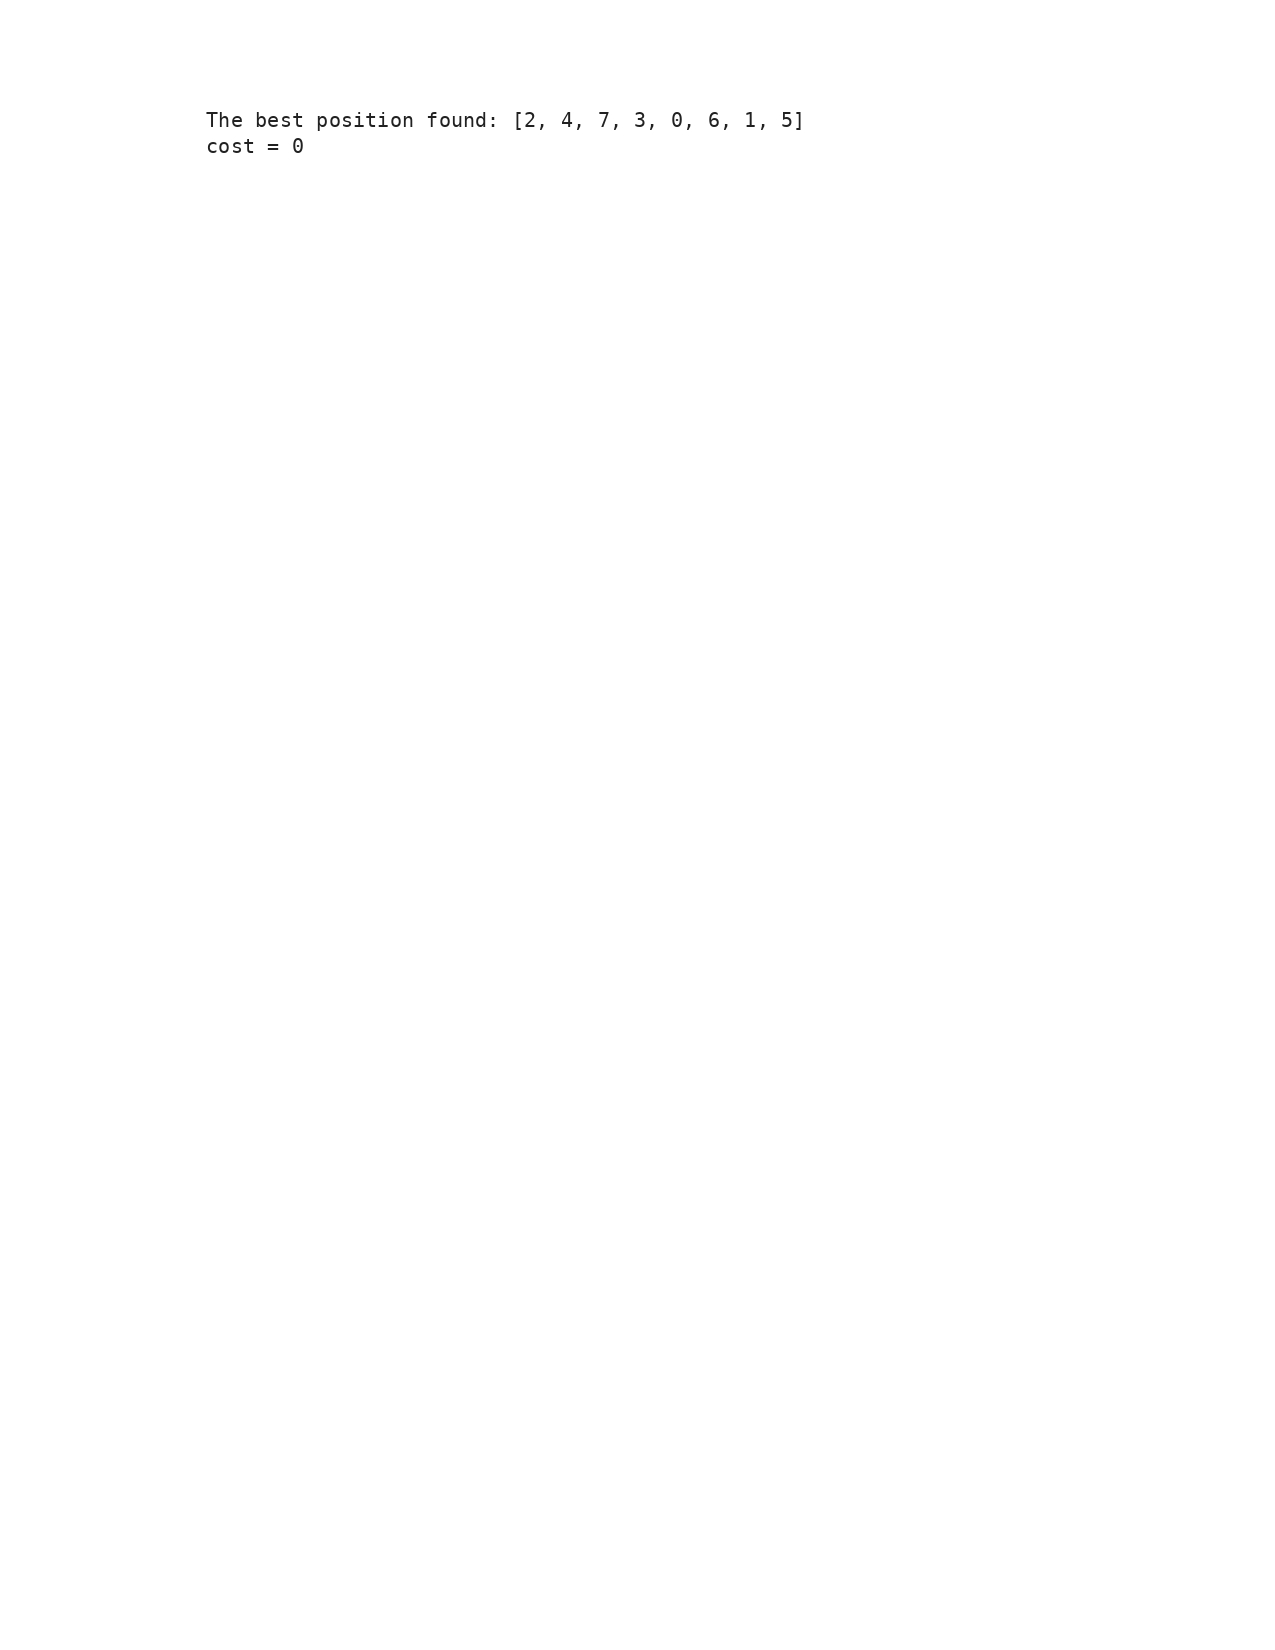 The best position found: [2, 4, 7, 3, 0, 6, 1, 5]
cost = 0